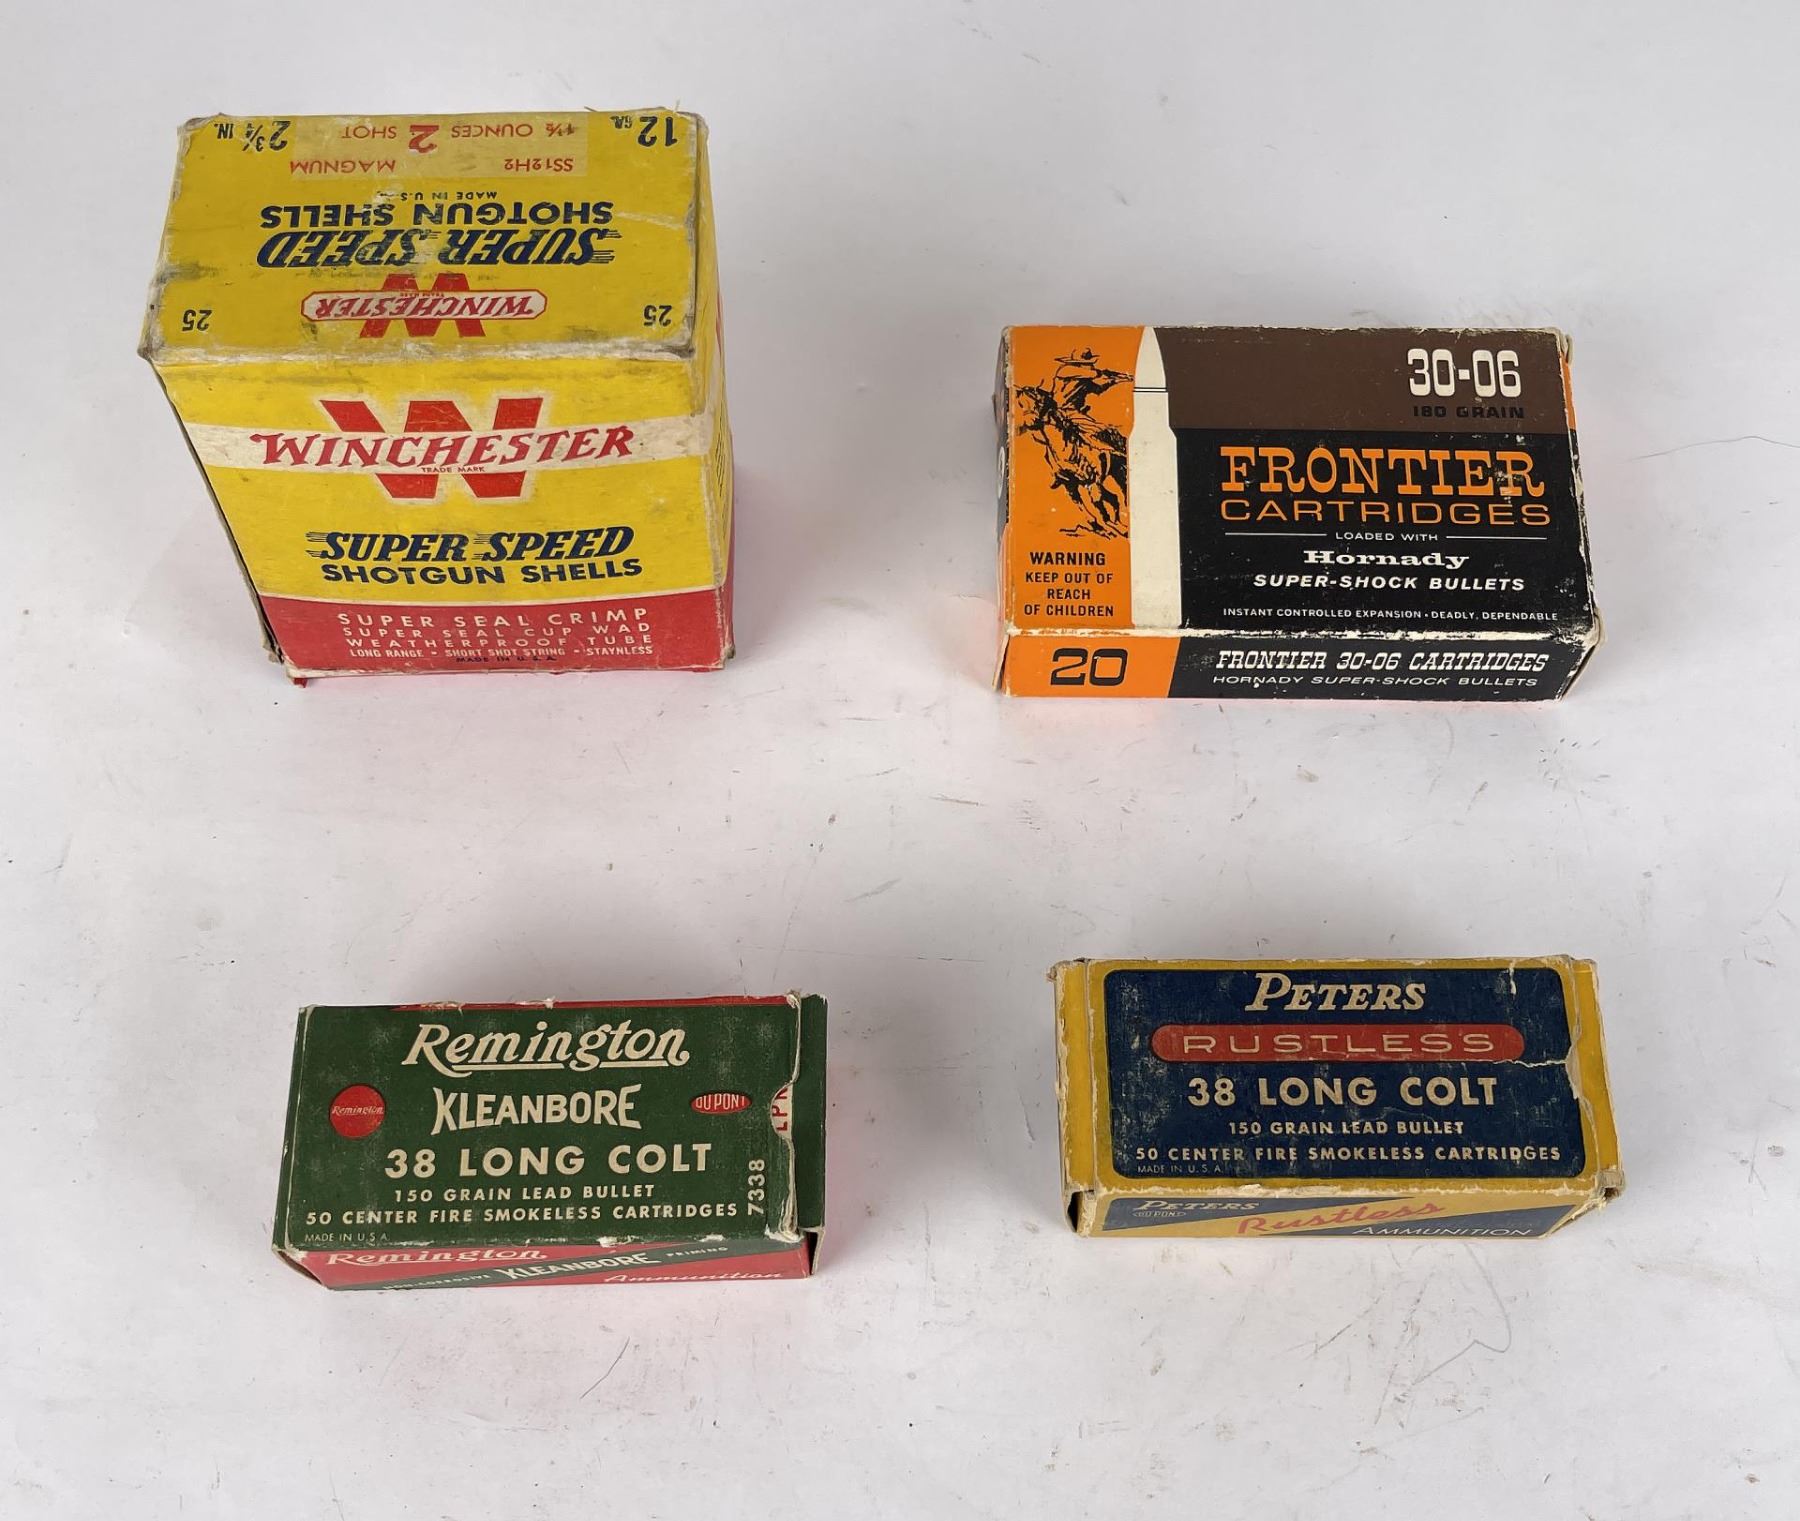 12 GA.
2¾ IN.
1½ OUNCES 2 SHOT
SS12H2 MAGNUM
MADE IN U.S.
SUPER SPEED
SHOTGUN SHELLS
WINCHESTER
TRADE MARK
25 25
WINCHESTER
TRADE MARK
SUPER SPEED
SHOTGUN SHELLS
SUPER SEAL CRIMP
SUPER SEAL CUP WAD
WEATHERPROOF TUBE
LONG RANGE - SHORT SHOT STRING - STAYNLESS
MADE IN U.S.A.
30-06
180 GRAIN
FRONTIER
CARTRIDGES
LOADED WITH
Hornady
SUPER-SHOCK BULLETS
INSTANT CONTROLLED EXPANSION • DEADLY, DEPENDABLE
WARNING
KEEP OUT OF
REACH
OF CHILDREN
20
FRONTIER 30-06 CARTRIDGES
HORNADY SUPER-SHOCK BULLETS
Remington
KLEANBORE
Remington
DU PONT
38 LONG COLT
150 GRAIN LEAD BULLET
50 CENTER FIRE SMOKELESS CARTRIDGES
MADE IN U.S.A.
7338
Remington
NON-CORROSIVE KLEANBORE PRIMING
Ammunition
PETERS
RUSTLESS
38 LONG COLT
150 GRAIN LEAD BULLET
50 CENTER FIRE SMOKELESS CARTRIDGES
MADE IN U.S.A.
PETERS
DU PONT
Rustless
AMMUNITION